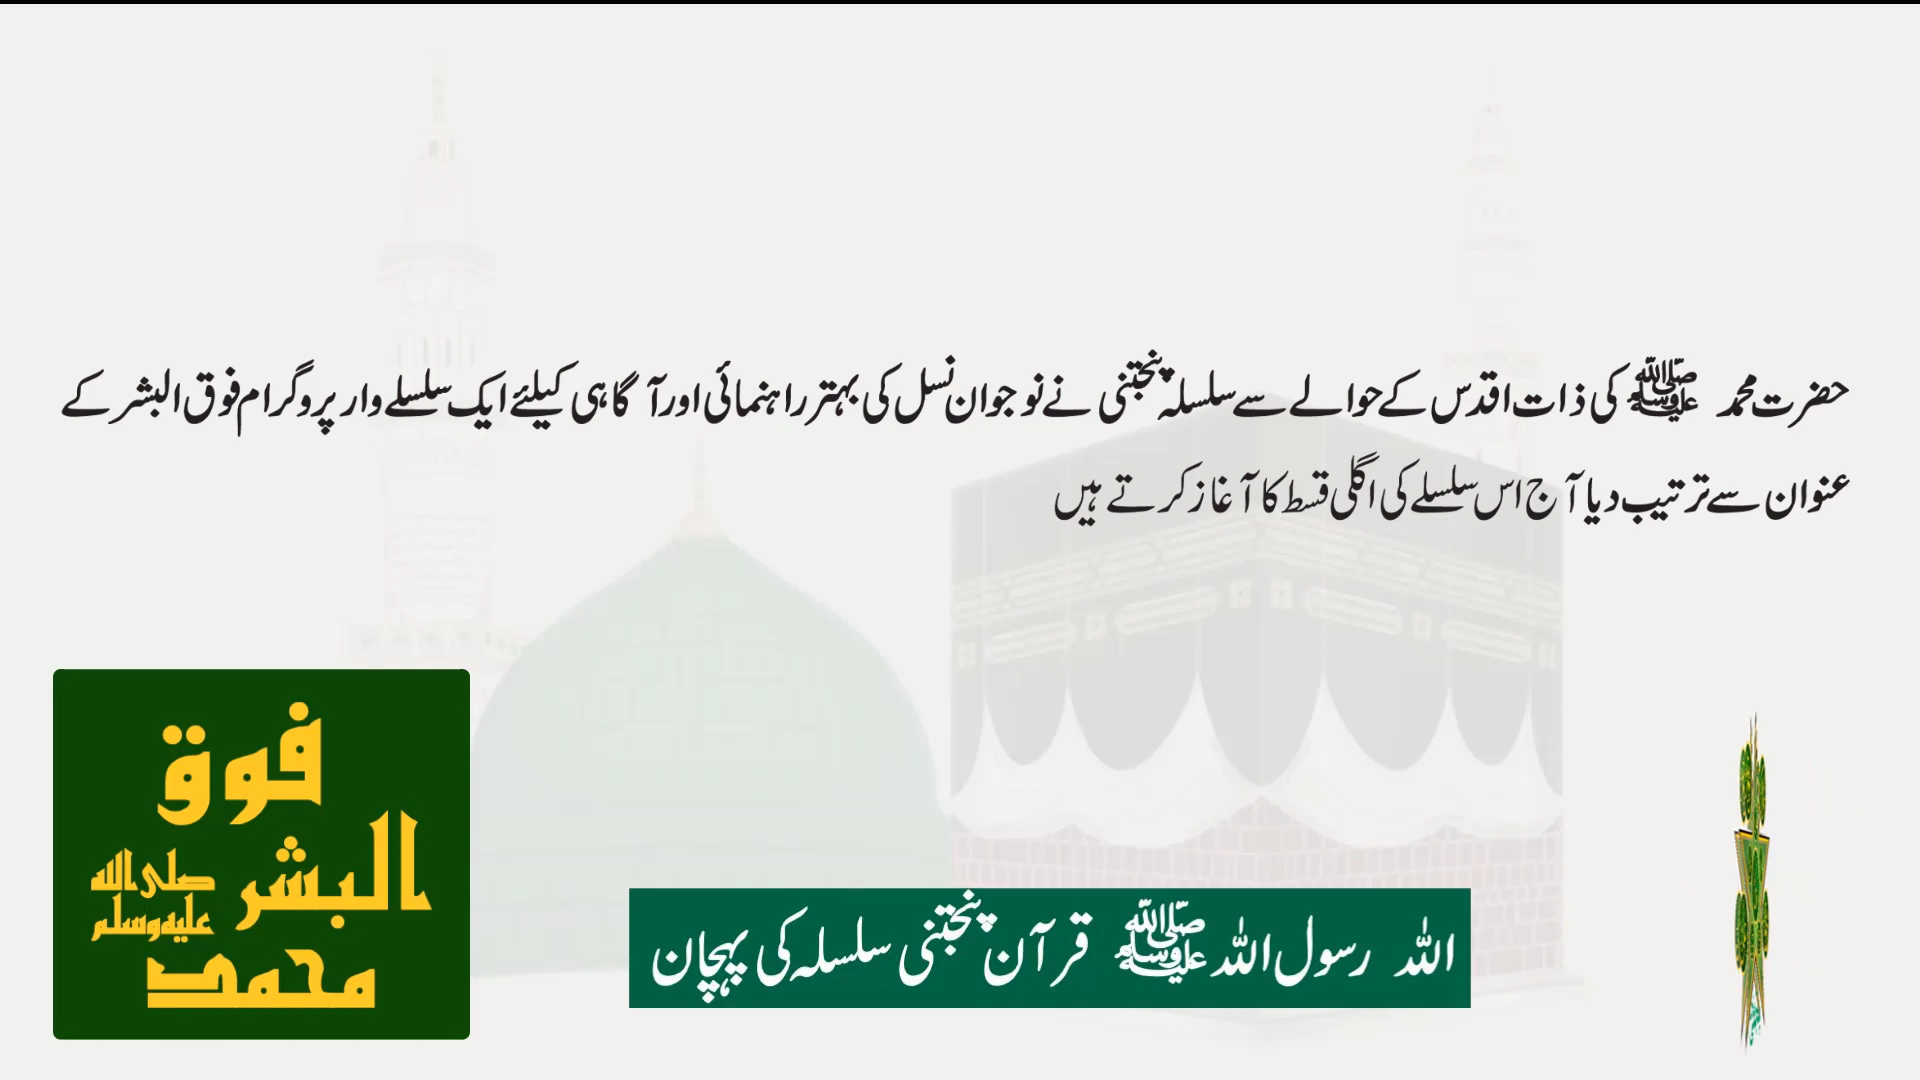 حضرت محمد ﷺ کی ذات اقدس کے حوالے سے سلسلہ پنجتنی نے نوجوان نسل کی بہتر راہنمائی اور آگاہی کیلئے ایک سلسلے وار پروگرام فوق البشر کے
عنوان سے ترتیب دیا آج اس سلسلے کی اگلی قسط کا آغاز کرتے ہیں
فوق
البشر صلی اللہ علیہ وسلم
محمد
اللہ رسول اللہ ﷺ قرآن پنجتنی سلسلہ کی پہچان